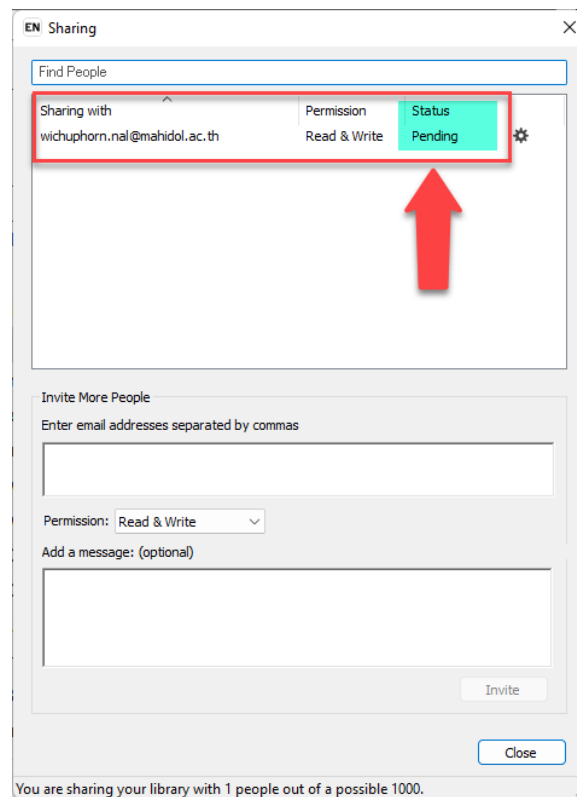 EN Sharing
Find People
Sharing with Permission Status
wichuphorn.nal@mahidol.ac.th Read & Write Pending
Invite More People
Enter email addresses separated by commas
Permission: Read & Write
Add a message: (optional)
Invite
Close
You are sharing your library with 1 people out of a possible 1000.